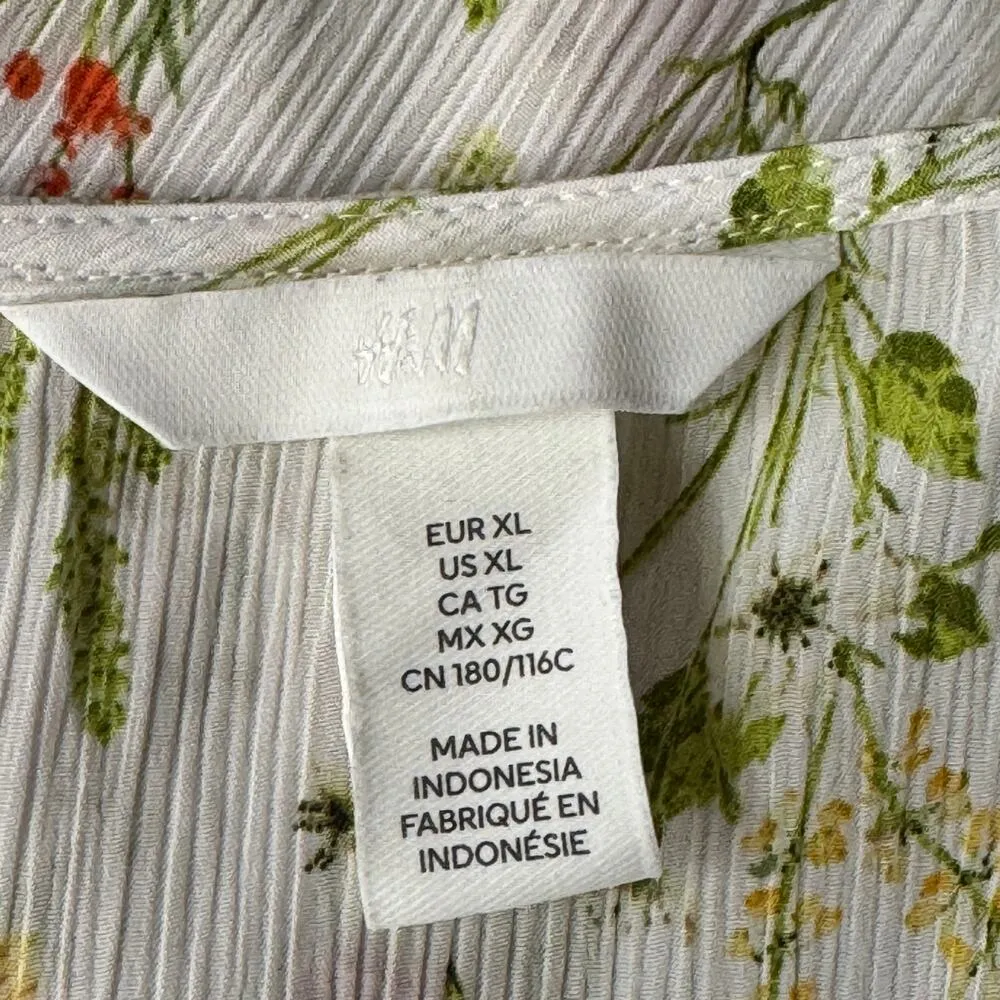 H&M
EUR XL
US XL
CA TG
MX XG
CN 180/116C
MADE IN
INDONESIA
FABRIQUÉ EN
INDONÉSIE